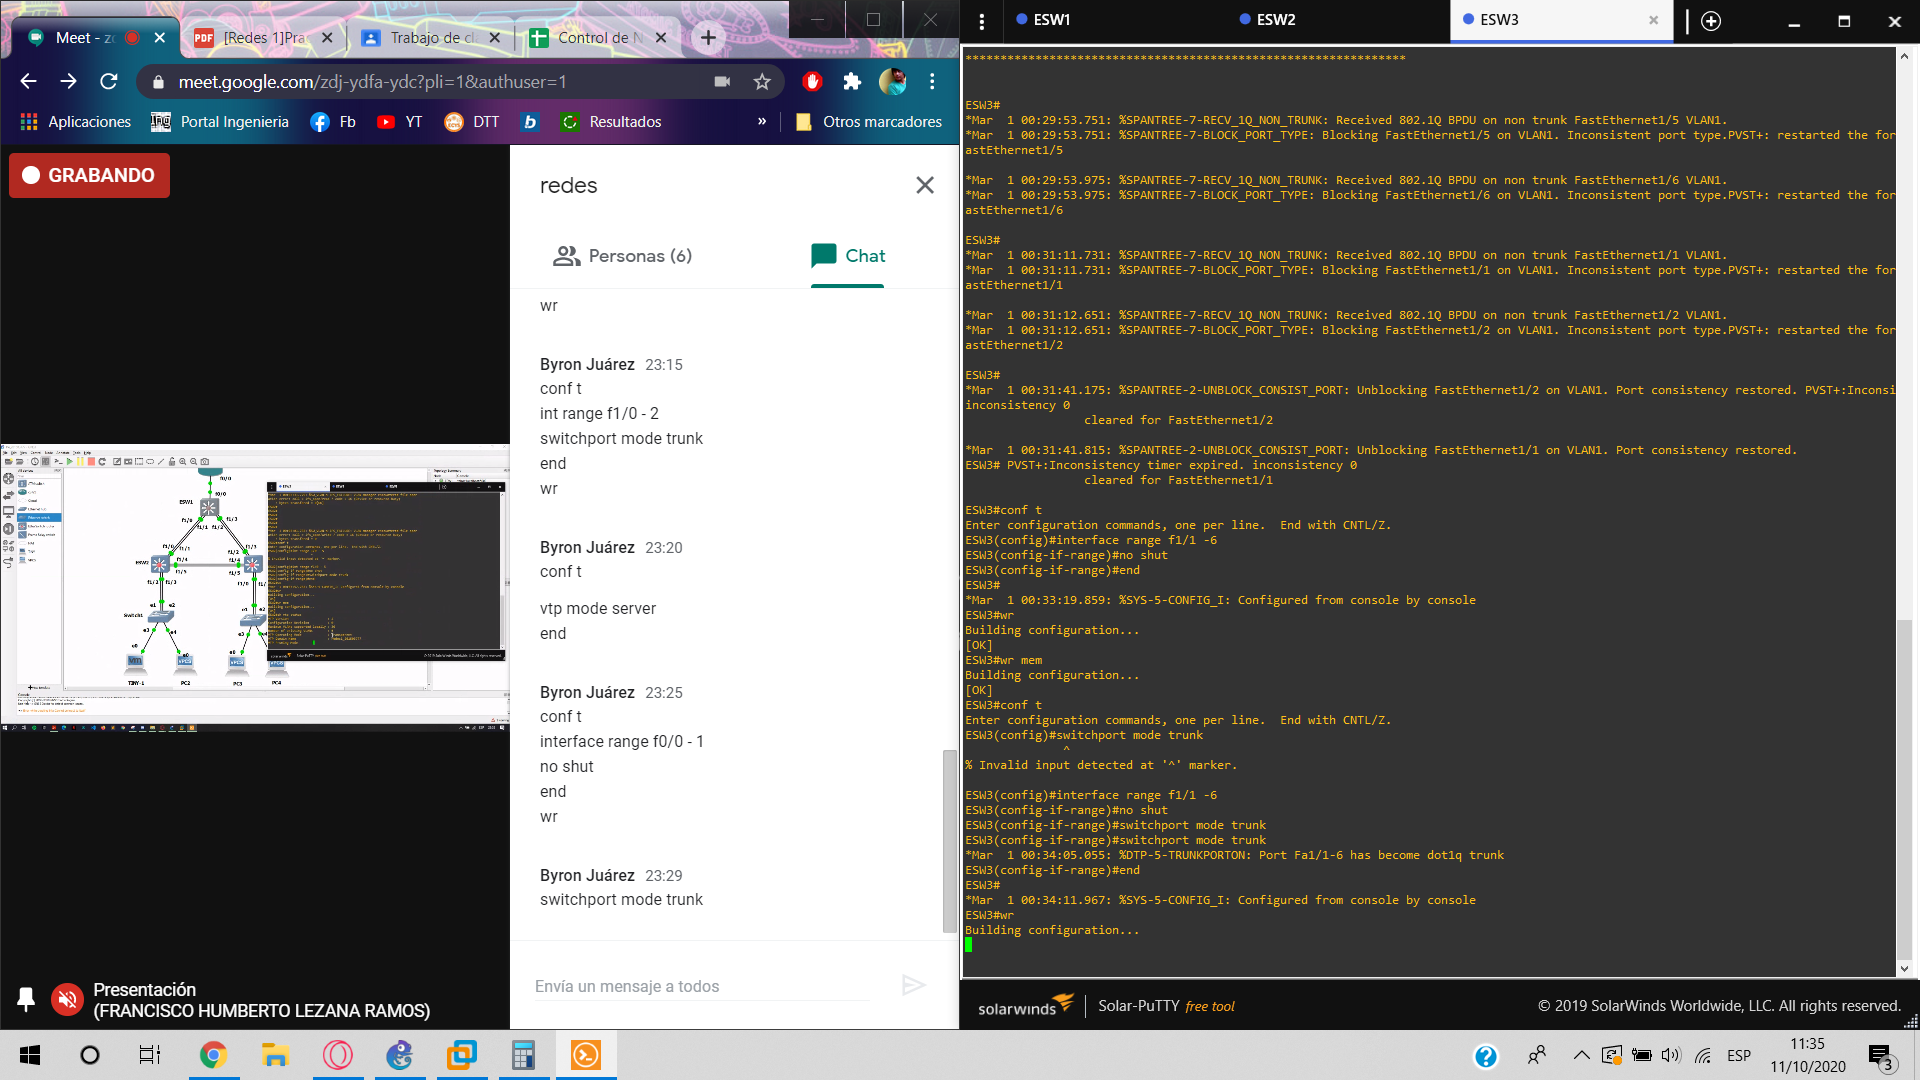 Meet - zo
[Redes 1]Pra
Trabajo de cl
Control de N
meet.google.com/zdj-ydfa-ydc?pli=1&authuser=1
Aplicaciones
Portal Ingenieria
Fb
YT
DTT
Resultados
»
Otros marcadores
GRABANDO
redes
Personas (6)
Chat
wr
Byron Juárez 23:15
conf t
int range f1/0 - 2
switchport mode trunk
end
wr
Byron Juárez 23:20
conf t
vtp mode server
end
Byron Juárez 23:25
conf t
interface range f0/0 - 1
no shut
end
wr
Byron Juárez 23:29
switchport mode trunk
Envía un mensaje a todos
ESW1
ESW2
Switch1
TINY-1
PC2
PC3
PC4
Presentación
(FRANCISCO HUMBERTO LEZANA RAMOS)
ESW1
ESW2
ESW3
***************************************************************
ESW3#
*Mar  1 00:29:53.751: %SPANTREE-7-RECV_1Q_NON_TRUNK: Received 802.1Q BPDU on non trunk FastEthernet1/5 VLAN1.
*Mar  1 00:29:53.751: %SPANTREE-7-BLOCK_PORT_TYPE: Blocking FastEthernet1/5 on VLAN1. Inconsistent port type.PVST+: restarted the for
astEthernet1/5
*Mar  1 00:29:53.975: %SPANTREE-7-RECV_1Q_NON_TRUNK: Received 802.1Q BPDU on non trunk FastEthernet1/6 VLAN1.
*Mar  1 00:29:53.975: %SPANTREE-7-BLOCK_PORT_TYPE: Blocking FastEthernet1/6 on VLAN1. Inconsistent port type.PVST+: restarted the for
astEthernet1/6
ESW3#
*Mar  1 00:31:11.731: %SPANTREE-7-RECV_1Q_NON_TRUNK: Received 802.1Q BPDU on non trunk FastEthernet1/1 VLAN1.
*Mar  1 00:31:11.731: %SPANTREE-7-BLOCK_PORT_TYPE: Blocking FastEthernet1/1 on VLAN1. Inconsistent port type.PVST+: restarted the for
astEthernet1/1
*Mar  1 00:31:12.651: %SPANTREE-7-RECV_1Q_NON_TRUNK: Received 802.1Q BPDU on non trunk FastEthernet1/2 VLAN1.
*Mar  1 00:31:12.651: %SPANTREE-7-BLOCK_PORT_TYPE: Blocking FastEthernet1/2 on VLAN1. Inconsistent port type.PVST+: restarted the for
astEthernet1/2
ESW3#
*Mar  1 00:31:41.175: %SPANTREE-2-UNBLOCK_CONSIST_PORT: Unblocking FastEthernet1/2 on VLAN1. Port consistency restored. PVST+:Inconsi
inconsistency 0
cleared for FastEthernet1/2
*Mar  1 00:31:41.815: %SPANTREE-2-UNBLOCK_CONSIST_PORT: Unblocking FastEthernet1/1 on VLAN1. Port consistency restored.
ESW3# PVST+:Inconsistency timer expired. inconsistency 0
cleared for FastEthernet1/1
ESW3#conf t
Enter configuration commands, one per line.  End with CNTL/Z.
ESW3(config)#interface range f1/1 -6
ESW3(config-if-range)#no shut
ESW3(config-if-range)#end
ESW3#
*Mar  1 00:33:19.859: %SYS-5-CONFIG_I: Configured from console by console
ESW3#wr
Building configuration...
[OK]
ESW3#wr mem
Building configuration...
[OK]
ESW3#conf t
Enter configuration commands, one per line.  End with CNTL/Z.
ESW3(config)#switchport mode trunk
^
% Invalid input detected at '^' marker.
ESW3(config)#interface range f1/1 -6
ESW3(config-if-range)#no shut
ESW3(config-if-range)#switchport mode trunk
ESW3(config-if-range)#switchport mode trunk
*Mar  1 00:34:05.055: %DTP-5-TRUNKPORTON: Port Fa1/1-6 has become dot1q trunk
ESW3(config-if-range)#end
ESW3#
*Mar  1 00:34:11.967: %SYS-5-CONFIG_I: Configured from console by console
ESW3#wr
Building configuration...
solarwinds
Solar-PuTTY free tool
© 2019 SolarWinds Worldwide, LLC. All rights reserved.
ESP
11:35
11/10/2020
3